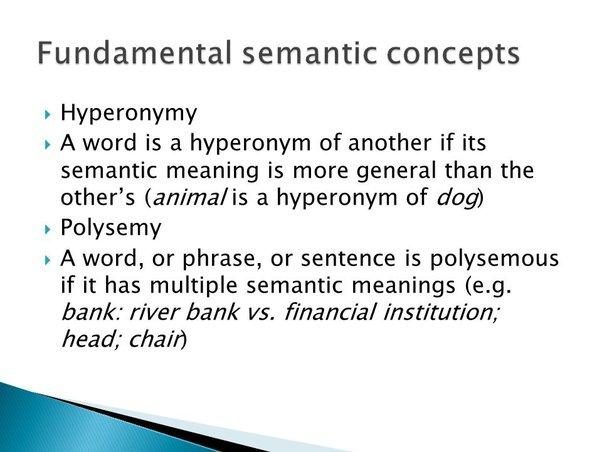 Fundamental semantic concepts
Hyperonymy
A word is a hyperonym of another if its
semantic meaning is more general than the
other's (animal is a hyperonym of dog)
Polysemy
A word, or phrase, or sentence is polysemous
if it has multiple semantic meanings (e.g.
bank: river bank vs. financial institution;
head; chair)